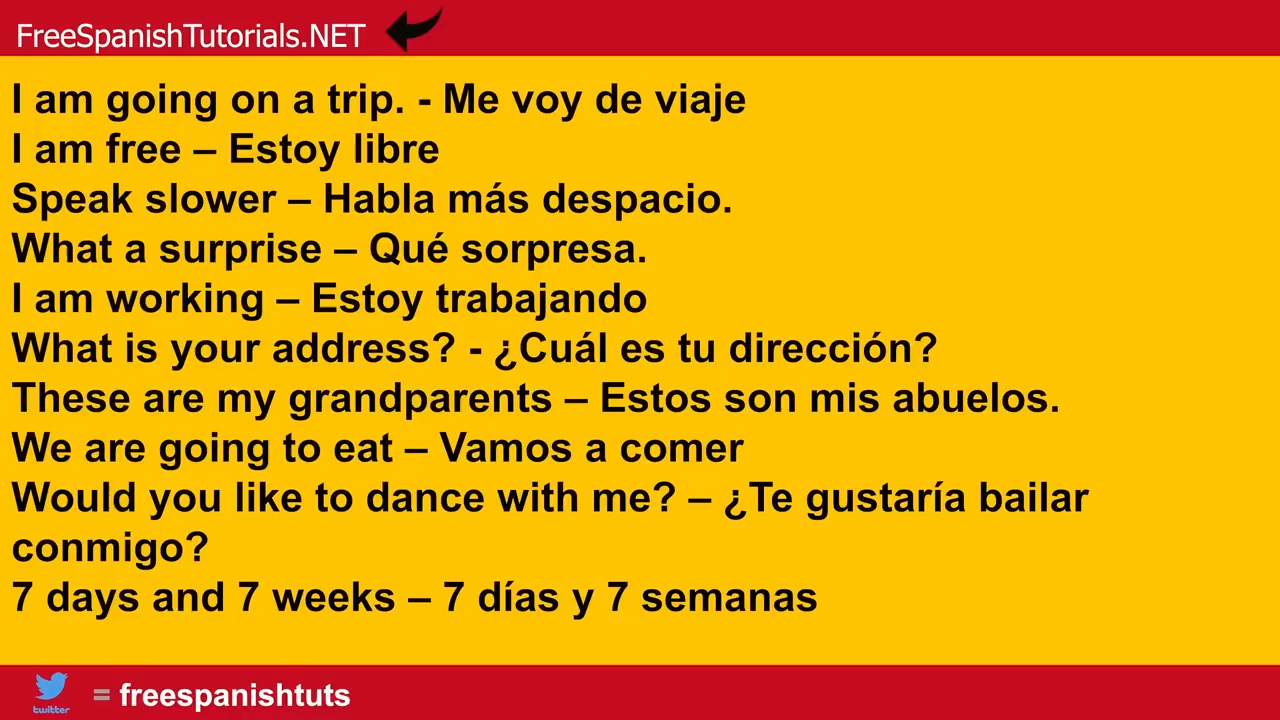 FreeSpanishTutorials.NET
I am going on a trip. - Me voy de viaje
I am free – Estoy libre
Speak slower – Habla más despacio.
What a surprise – Qué sorpresa.
I am working – Estoy trabajando
What is your address? - ¿Cuál es tu dirección?
These are my grandparents – Estos son mis abuelos.
We are going to eat – Vamos a comer
Would you like to dance with me? – ¿Te gustaría bailar
conmigo?
7 days and 7 weeks – 7 días y 7 semanas
twitter = freespanishtuts